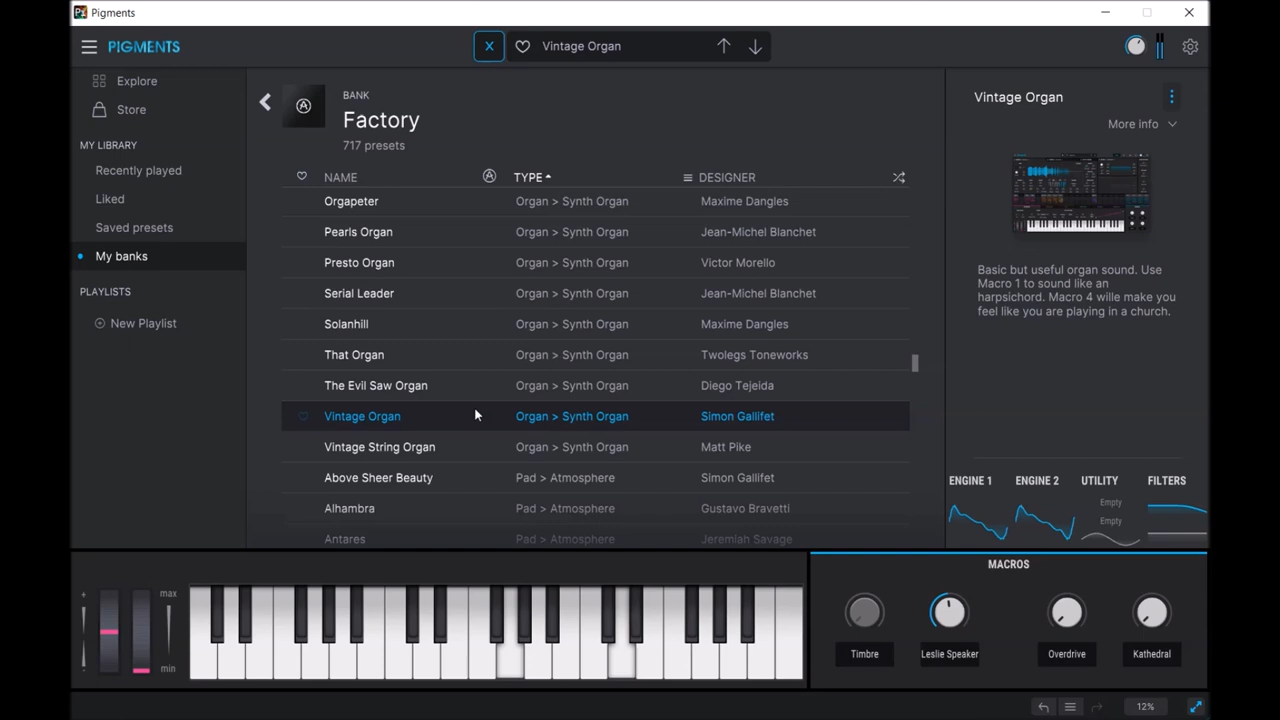 Pigments
PIGMENTS
X Vintage Organ
Explore
Store
MY LIBRARY
Recently played
Liked
Saved presets
My banks
PLAYLISTS
New Playlist
BANK
Factory
717 presets
NAME TYPE DESIGNER
Orgapeter Organ > Synth Organ Maxime Dangles
Pearls Organ Organ > Synth Organ Jean-Michel Blanchet
Presto Organ Organ > Synth Organ Victor Morello
Serial Leader Organ > Synth Organ Jean-Michel Blanchet
Solanhill Organ > Synth Organ Maxime Dangles
That Organ Organ > Synth Organ Twolegs Toneworks
The Evil Saw Organ Organ > Synth Organ Diego Tejeida
Vintage Organ Organ > Synth Organ Simon Gallifet
Vintage String Organ Organ > Synth Organ Matt Pike
Above Sheer Beauty Pad > Atmosphere Simon Gallifet
Alhambra Pad > Atmosphere Gustavo Bravetti
Antares Pad > Atmosphere Jeremiah Savage
Vintage Organ
More info
Basic but useful organ sound. Use
Macro 1 to sound like an
harpsichord. Macro 4 wille make you
feel like you are playing in a church.
ENGINE 1 ENGINE 2 UTILITY FILTERS
Empty
Empty
+ max
- min
MACROS
Timbre Leslie Speaker Overdrive Kathedral
12%